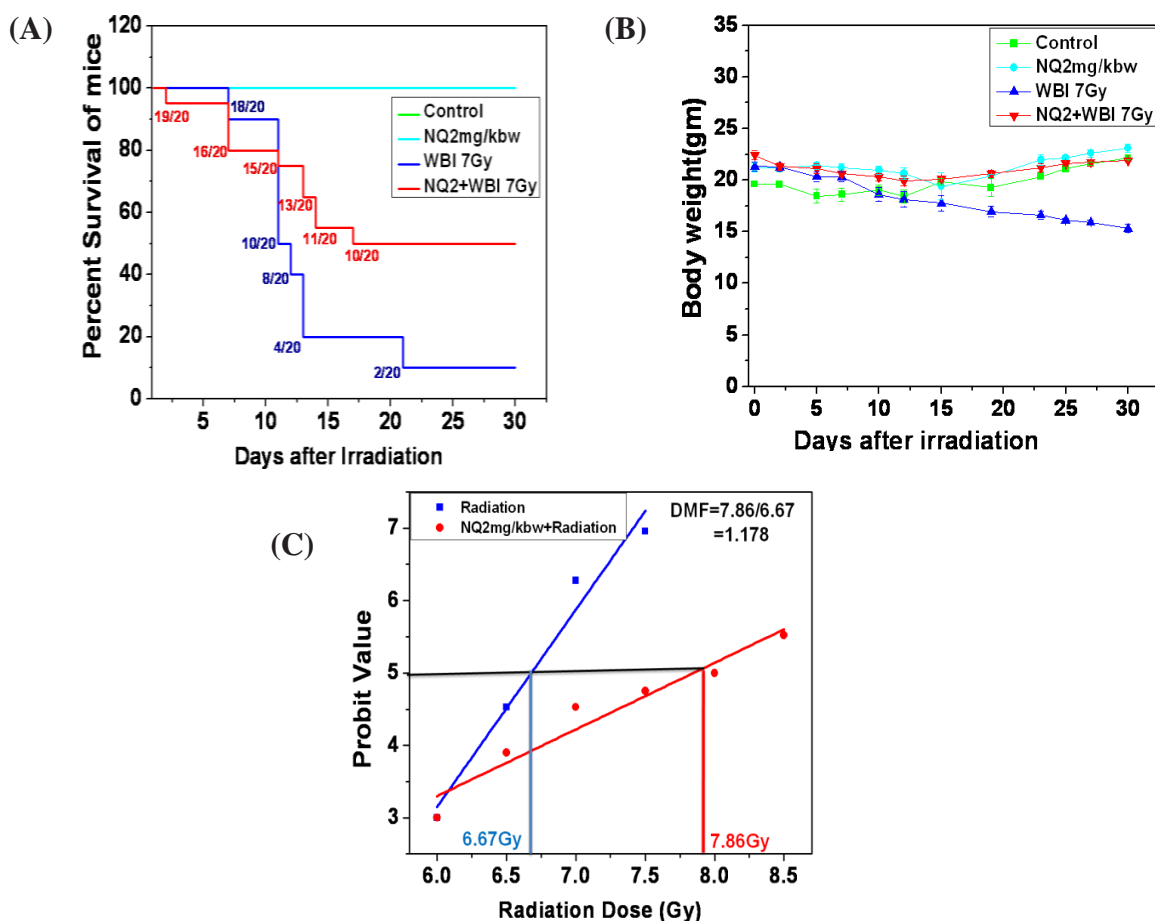 (A)
Percent Survival of mice
120
100
80
60
40
20
0
5
10
15
20
25
30
Days after Irradiation
Control
NQ2mg/kbw
WBI 7Gy
NQ2+WBI 7Gy
19/20
18/20
16/20
15/20
13/20
11/20
10/20
10/20
8/20
4/20
2/20
(B)
Body weight(gm)
35
30
25
20
15
10
5
0
0
5
10
15
20
25
30
Days after irradiation
Control
NQ2mg/kbw
WBI 7Gy
NQ2+WBI 7Gy
(C)
Probit Value
7
6
5
4
3
6.0
6.5
7.0
7.5
8.0
8.5
Radiation Dose (Gy)
Radiation
NQ2mg/kbw+Radiation
DMF=7.86/6.67
=1.178
6.67Gy
7.86Gy